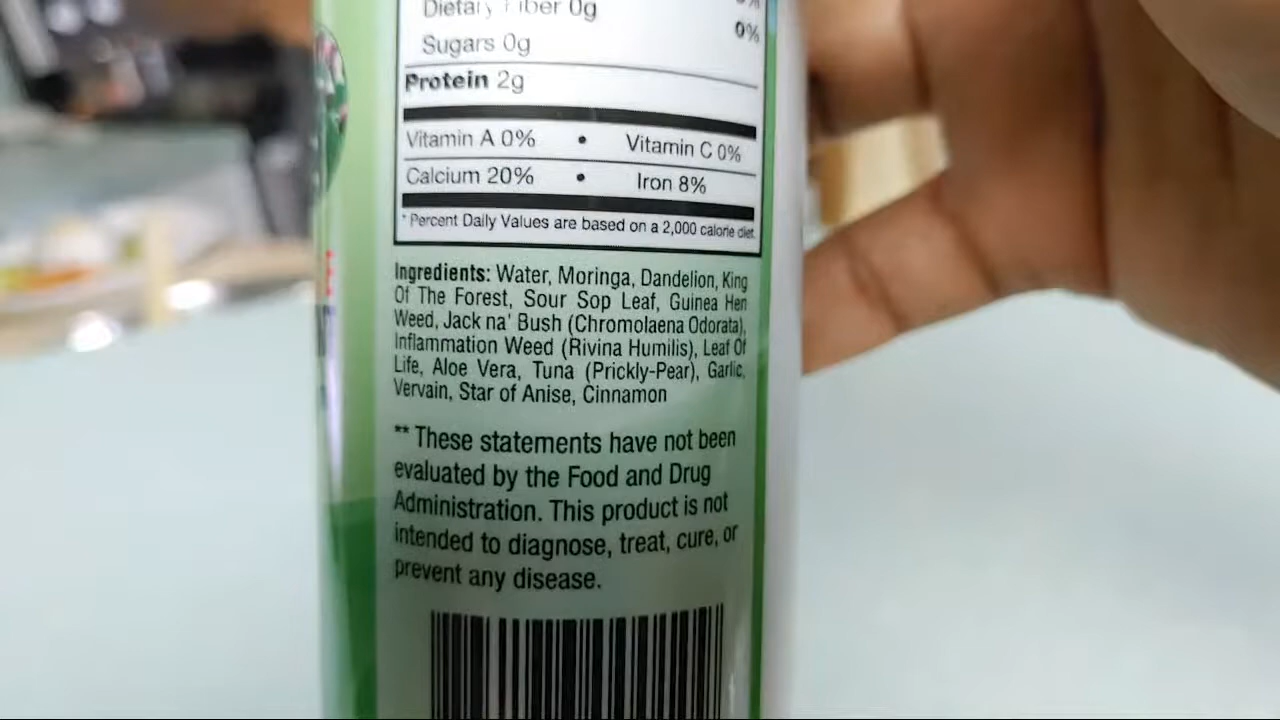 Dietary Fiber 0g
0%
Sugars 0g
Protein 2g
Vitamin A 0% • Vitamin C 0%
Calcium 20% • Iron 8%
* Percent Daily Values are based on a 2,000 calorie diet.
Ingredients: Water, Moringa, Dandelion, King
Of The Forest, Sour Sop Leaf, Guinea Hen
Weed, Jack na' Bush (Chromolaena Odorata),
Inflammation Weed (Rivina Humilis), Leaf Of
Life, Aloe Vera, Tuna (Prickly-Pear), Garlic,
Vervain, Star of Anise, Cinnamon
** These statements have not been
evaluated by the Food and Drug
Administration. This product is not
intended to diagnose, treat, cure, or
prevent any disease.